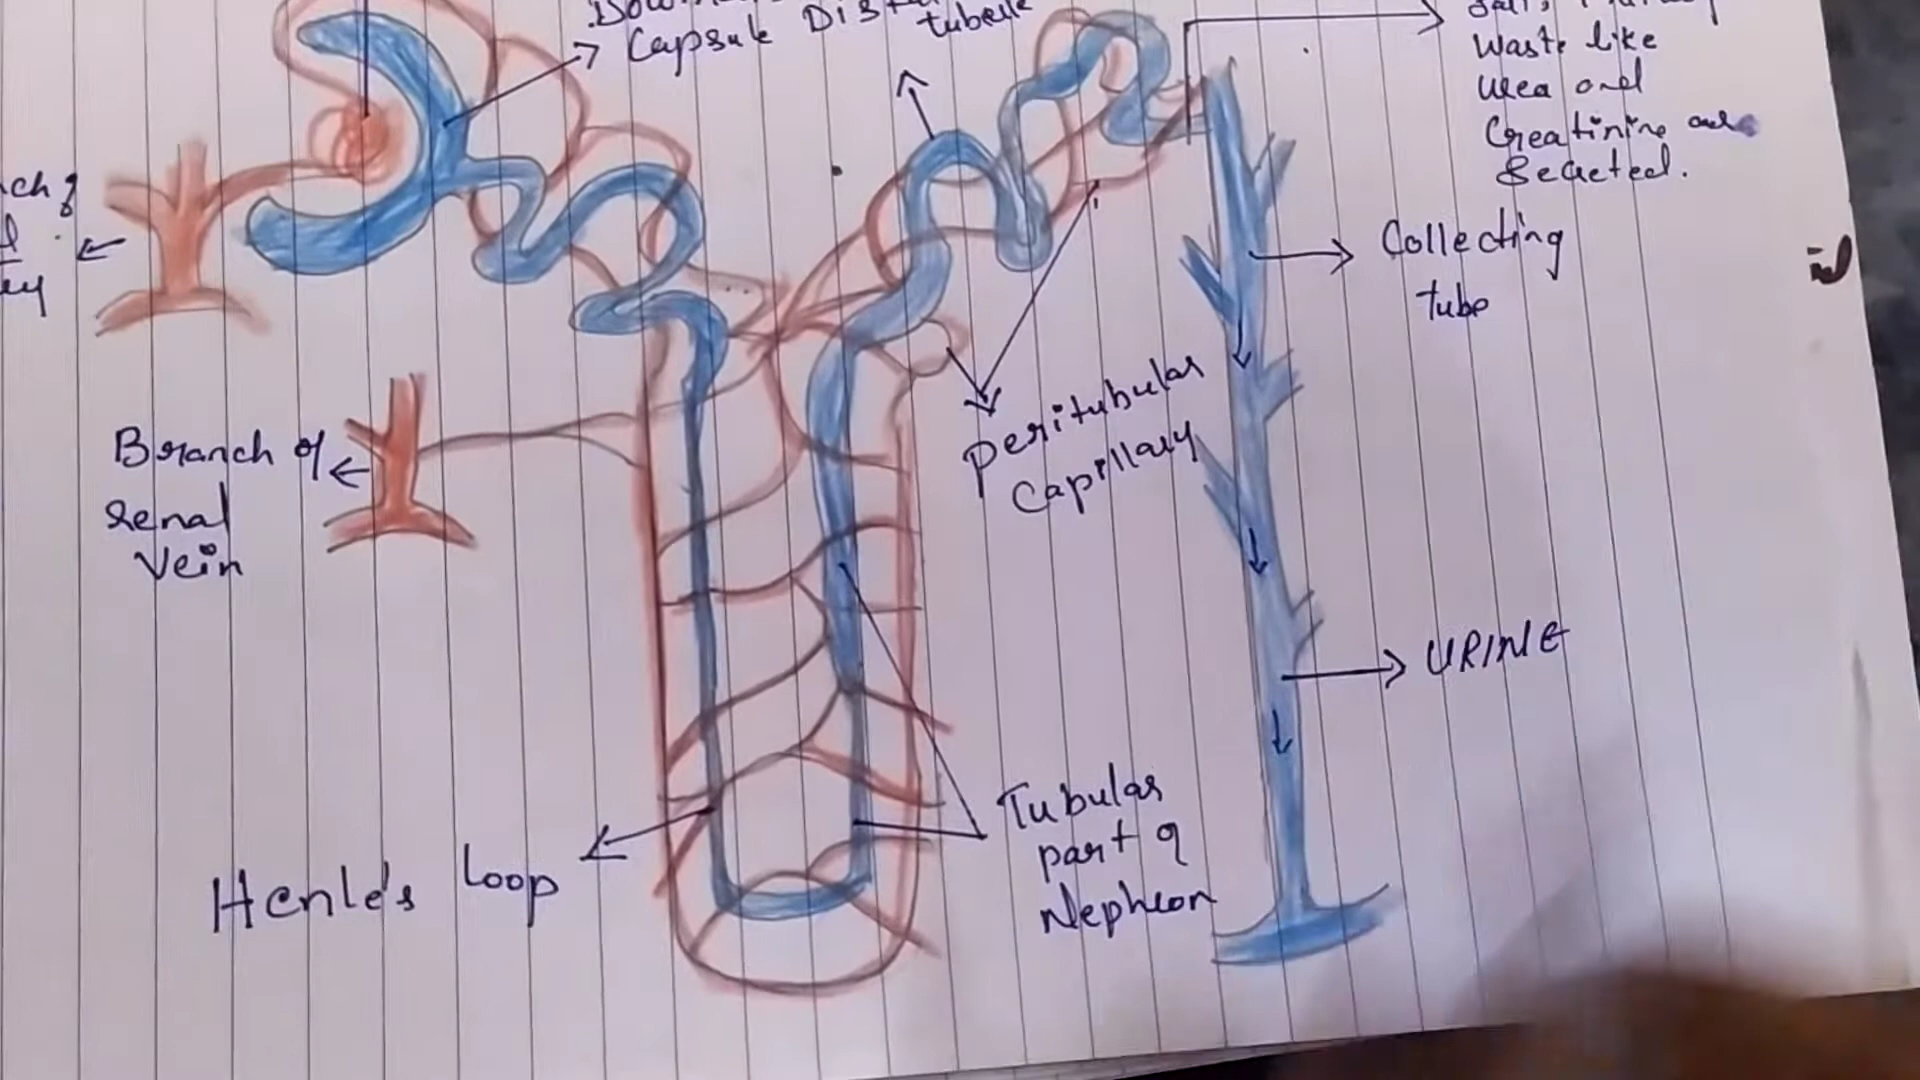 Capsule
Dist
tubule
Waste like
Urea and
Creatinine are
Secreted.
Collecting
tube
Branch of
renal
Vein
Peritubular
Capillary
URINE
Henle's Loop
Tubular
part of
Nephron